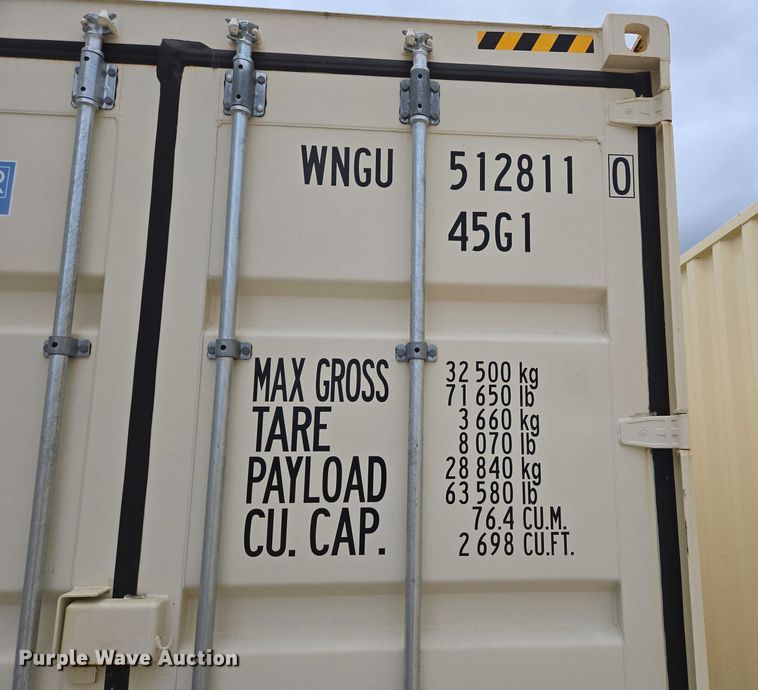 WNGU 512811 0
45G1
MAX GROSS 32 500 kg
71 650 lb
TARE 3 660 kg
8 070 lb
PAYLOAD 28 840 kg
63 580 lb
CU. CAP. 76.4 CU.M.
2 698 CU.FT.
R
Purple Wave Auction